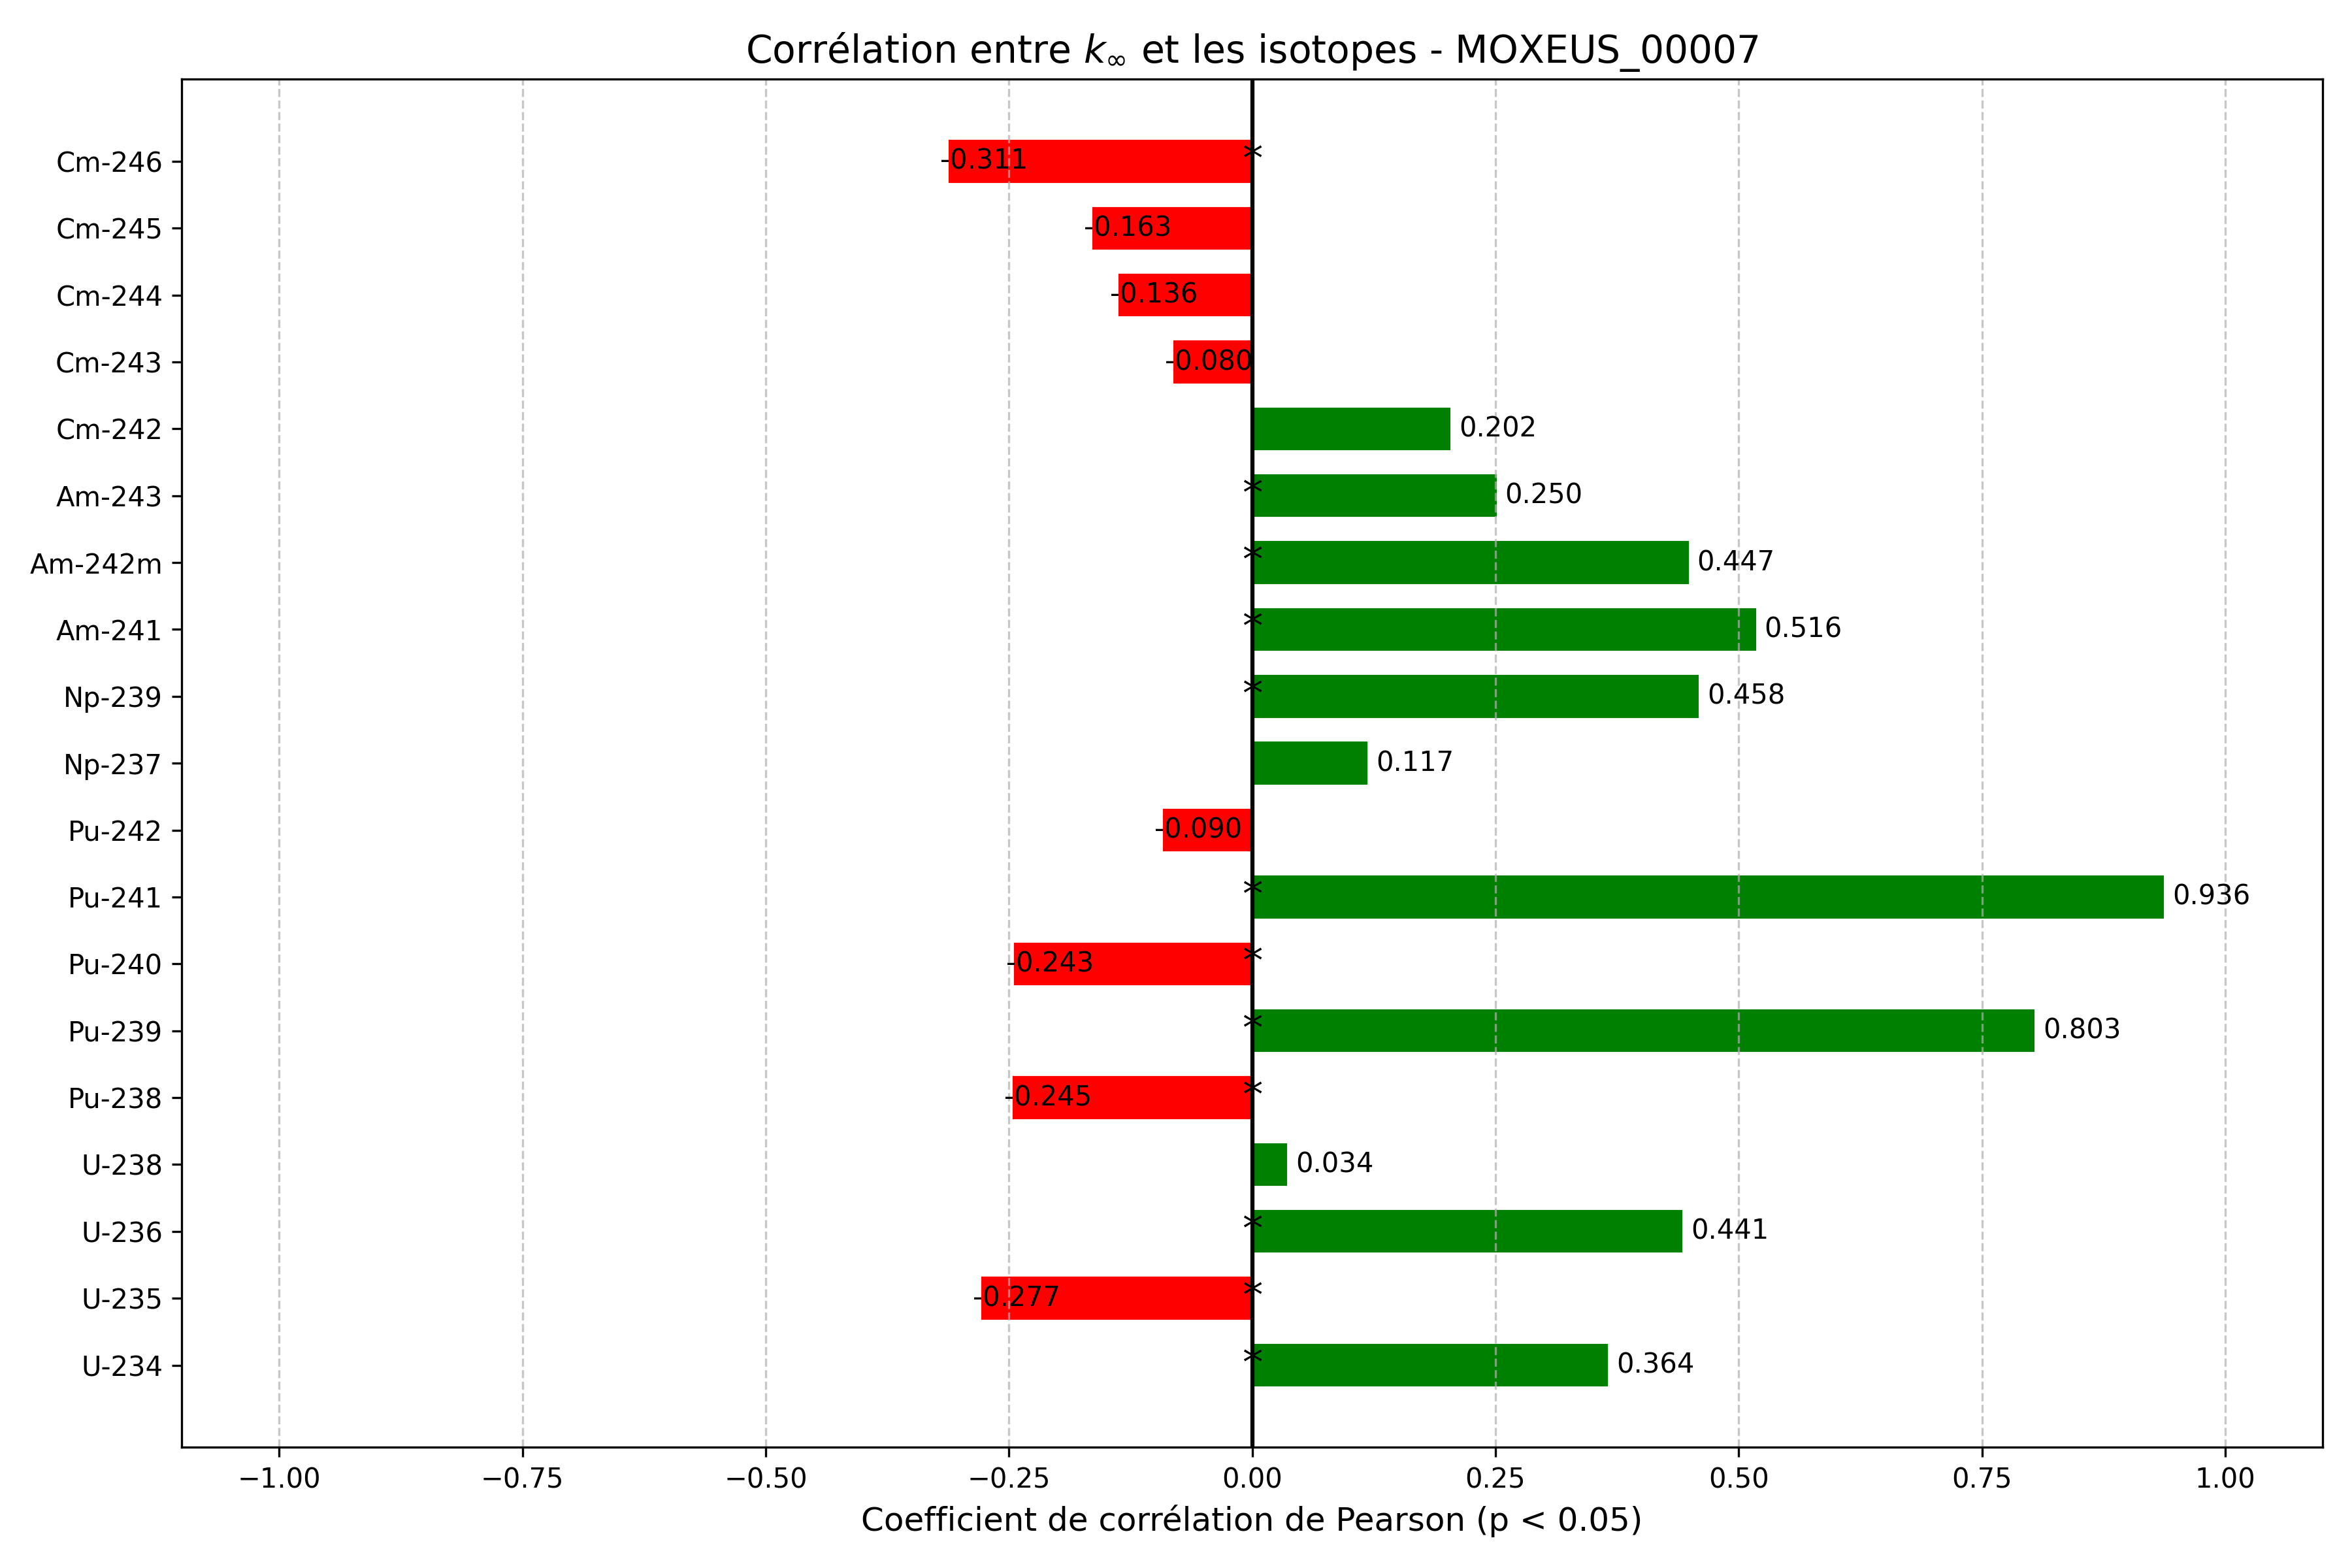 Corrélation entre k∞ et les isotopes - MOXEUS_00007
Cm-246 -0.311 *
Cm-245 -0.163
Cm-244 -0.136
Cm-243 -0.080
Cm-242 0.202
Am-243 * 0.250
Am-242m * 0.447
Am-241 * 0.516
Np-239 * 0.458
Np-237 0.117
Pu-242 -0.090
Pu-241 * 0.936
Pu-240 -0.243 *
Pu-239 * 0.803
Pu-238 -0.245 *
U-238 0.034
U-236 * 0.441
U-235 -0.277 *
U-234 * 0.364
−1.00 −0.75 −0.50 −0.25 0.00 0.25 0.50 0.75 1.00
Coefficient de corrélation de Pearson (p < 0.05)